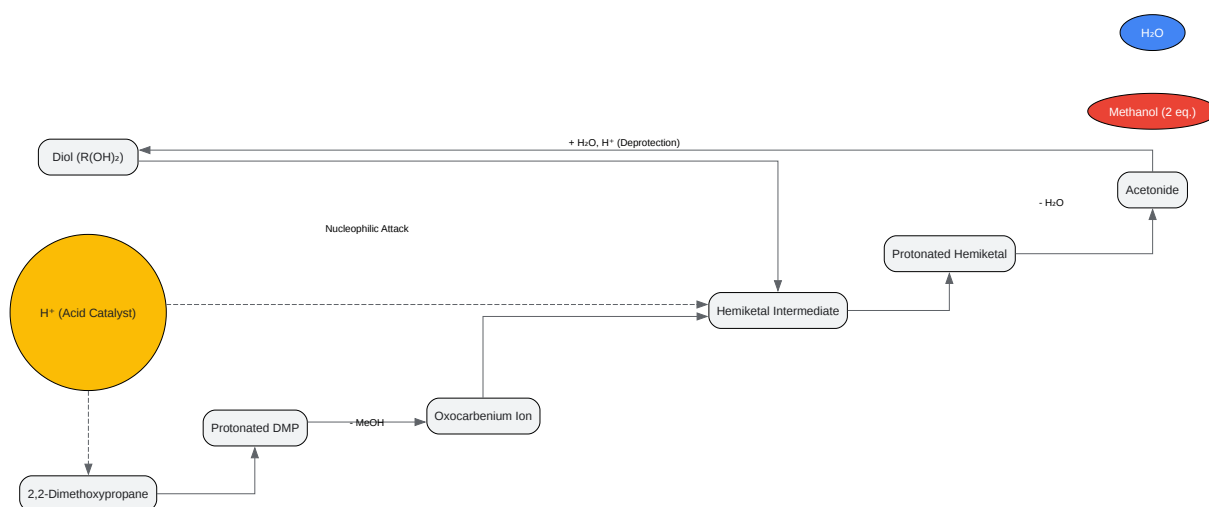 H₂O
Methanol (2 eq.)
+ H₂O, H⁺ (Deprotection)
Diol (R(OH)₂)
Acetonide
- H₂O
Nucleophilic Attack
Protonated Hemiketal
H⁺ (Acid Catalyst)
Hemiketal Intermediate
Protonated DMP
- MeOH
Oxocarbenium Ion
2,2-Dimethoxypropane